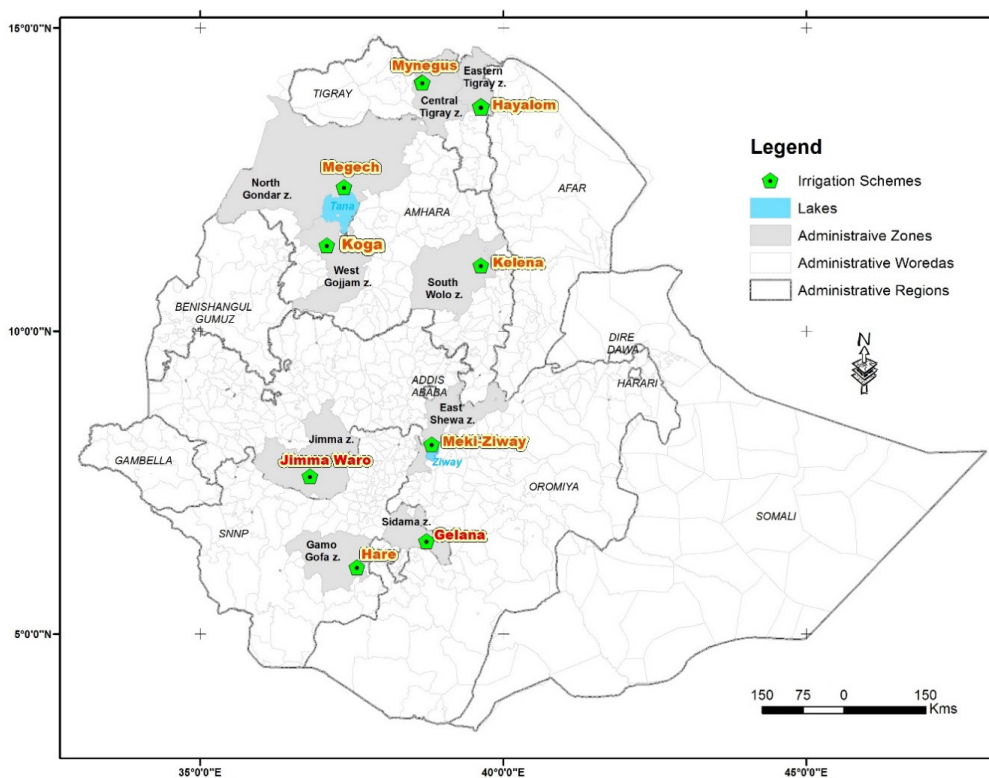 15°0'0"N
Mynegus
Eastern
Tigray z.
TIGRAY
Central
Tigray z.
Hayalom
Legend
Megech
Irrigation Schemes
North
Gondar z.
AFAR
Tana
AMHARA
Lakes
Administraive Zones
Koga
Kelena
West
Gojjam z.
South
Wolo z.
Administrative Woredas
Administrative Regions
BENISHANGUL
GUMUZ
10°0'0"N
DIRE
DAWA
N
ADDIS
ABABA
HARARI
East
Shewa z.
Jimma z.
Meki-Ziway
GAMBELLA
Jimma Waro
Ziway
OROMIYA
SOMALI
SNNP
Sidama z.
Gelana
Gamo
Gofa z.
Hare
5°0'0"N
150 75 0 150
Kms
35°0'0"E 40°0'0"E 45°0'0"E